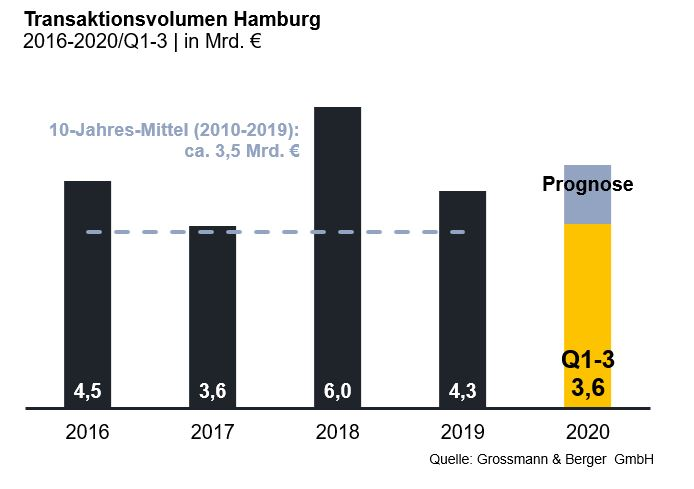 Transaktionsvolumen Hamburg
2016-2020/Q1-3 | in Mrd. €
10-Jahres-Mittel (2010-2019):
ca. 3,5 Mrd. €
Prognose
Q1-3
4,5 3,6 6,0 4,3 3,6
2016 2017 2018 2019 2020
Quelle: Grossmann & Berger GmbH